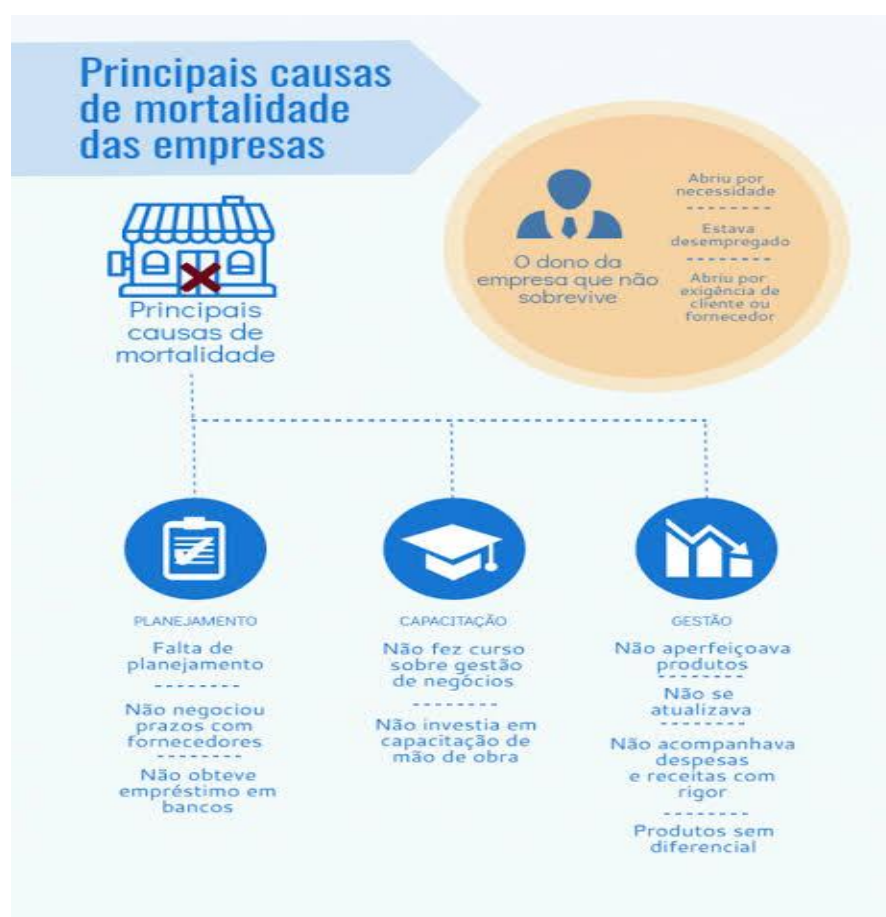 Principais causas
de mortalidade
das empresas
Abriu por
necessidade
Estava
desempregado
Abriu por
exigência de
cliente ou
fornecedor
O dono da
empresa que não
sobrevive
Principais
causas de
mortalidade
PLANEJAMENTO
Falta de
planejamento
Não negociou
prazos com
fornecedores
Não obteve
empréstimo em
bancos
CAPACITAÇÃO
Não fez curso
sobre gestão
de negócios
Não investia em
capacitação de
mão de obra
GESTÃO
Não aperfeiçoava
produtos
Não se
atualizava
Não acompanhava
despesas
e receitas com
rigor
Produtos sem
diferencial